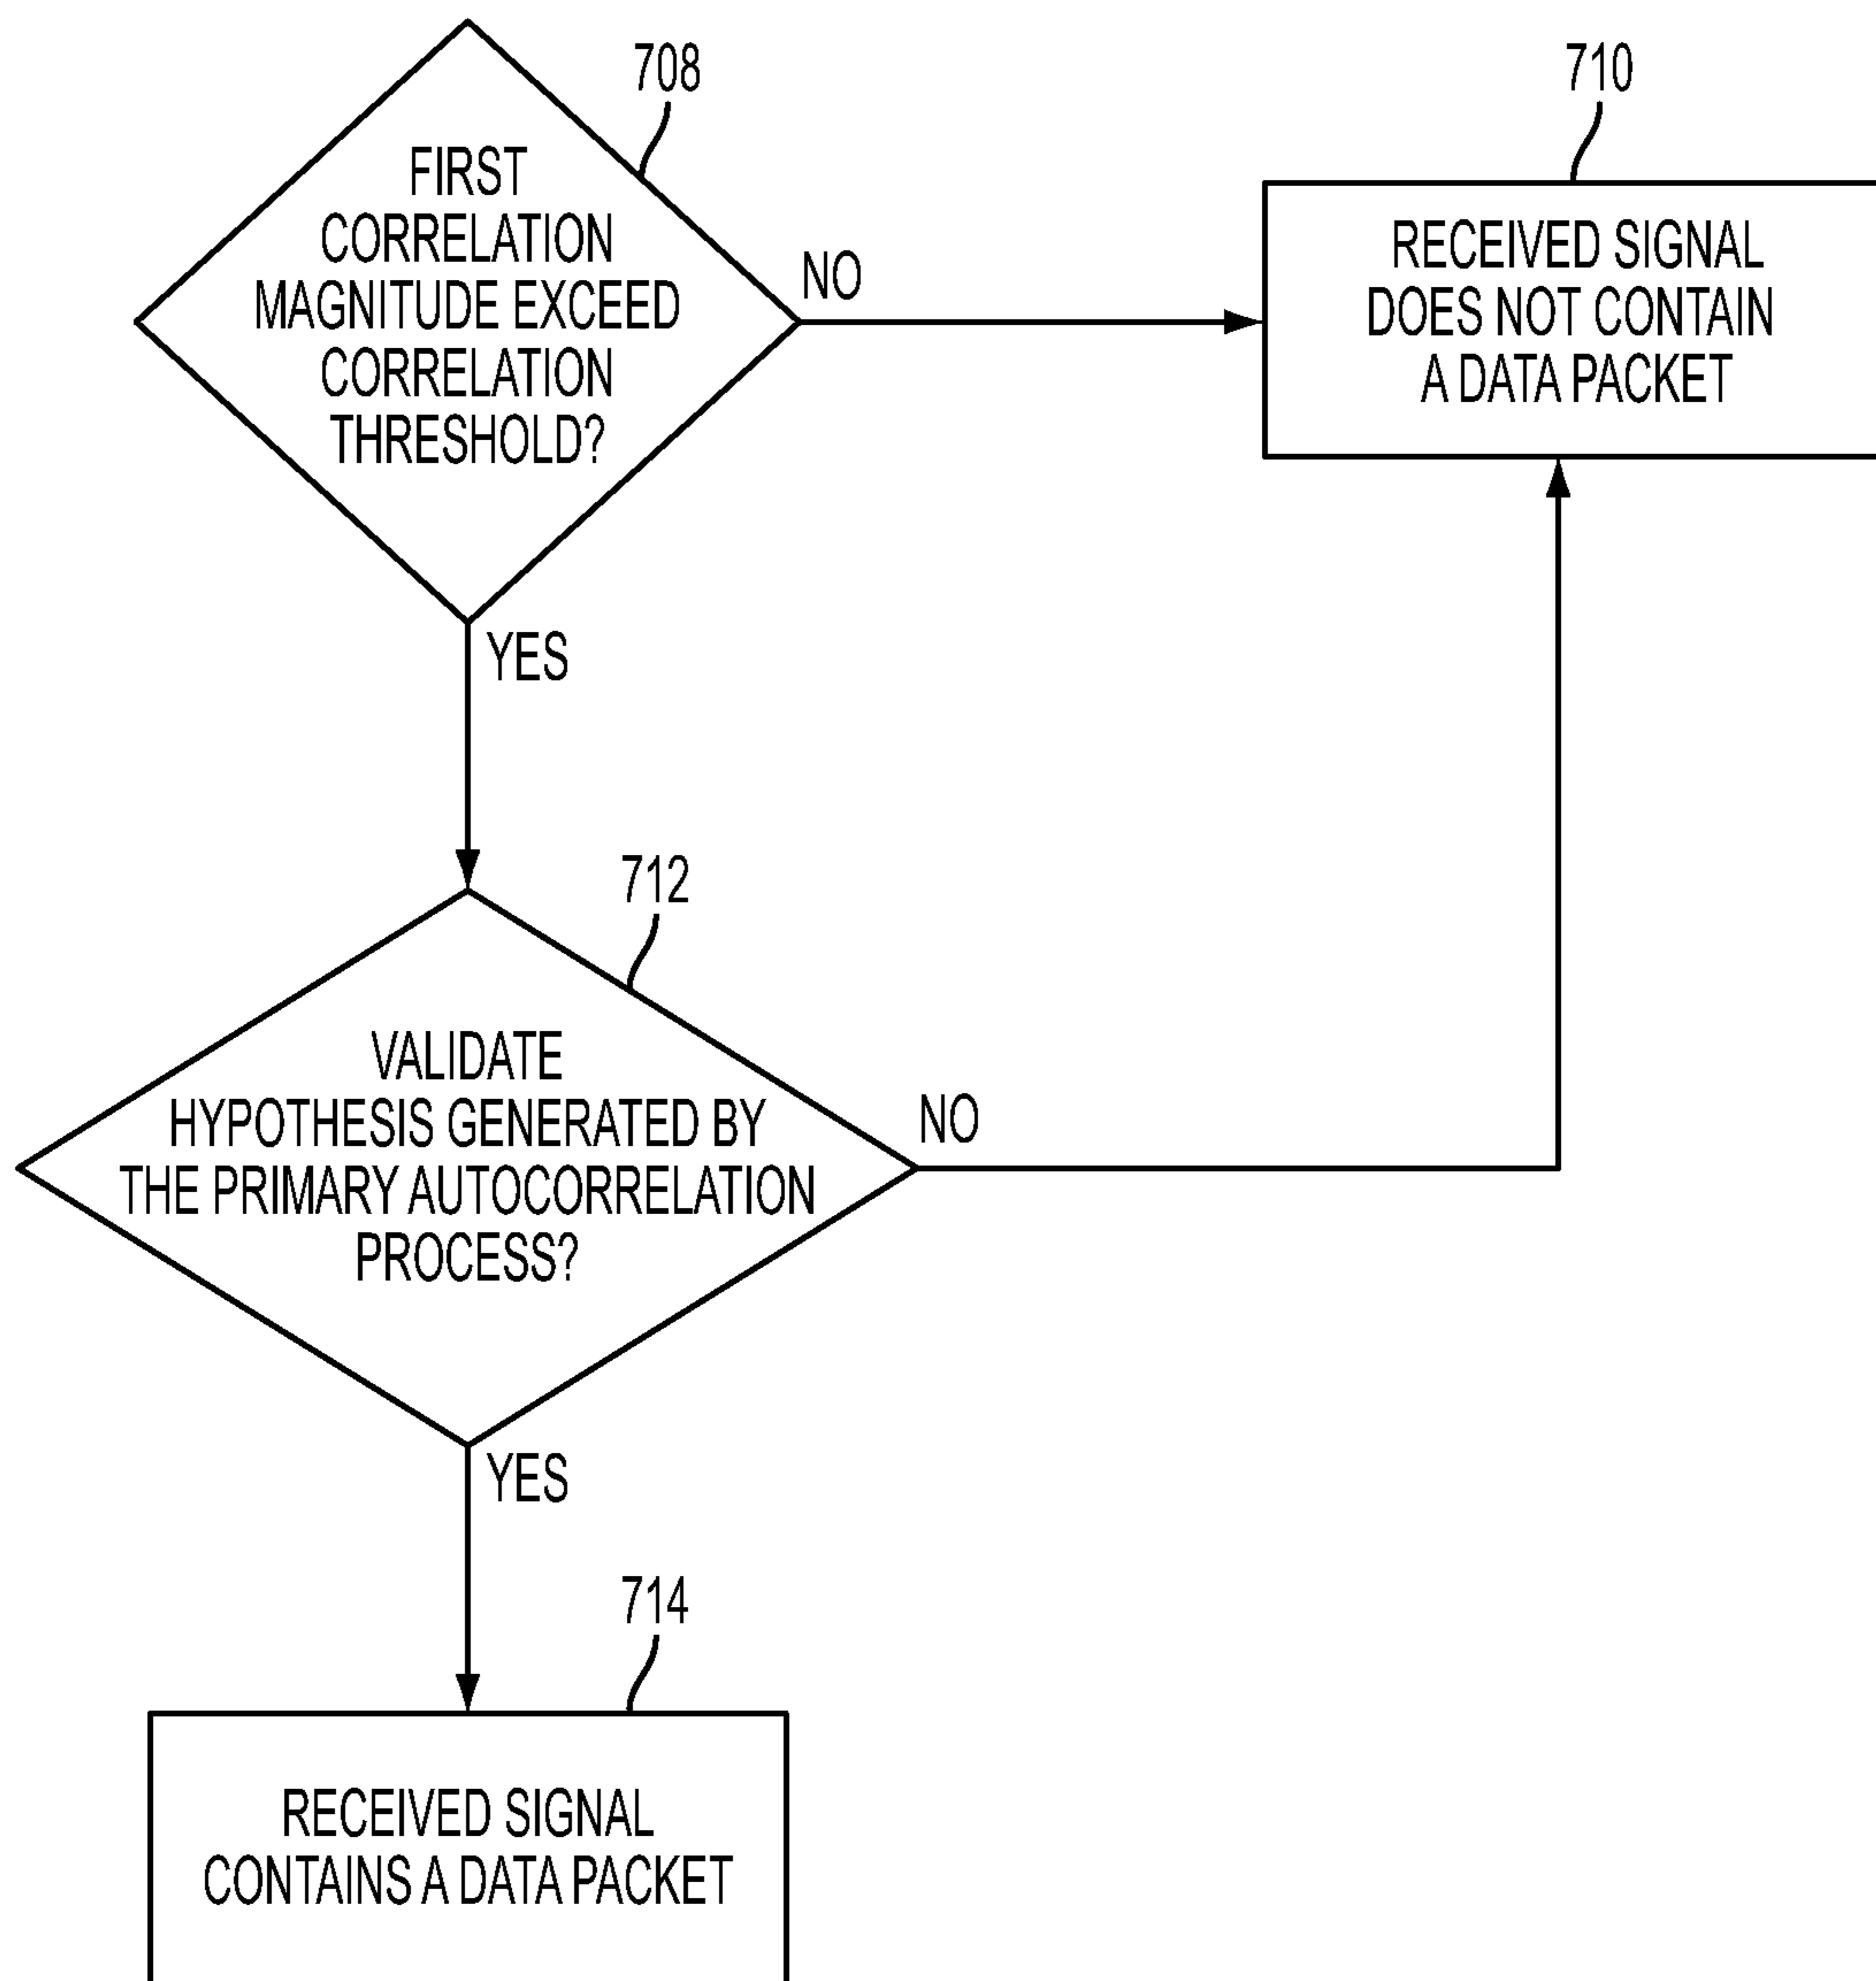 708
FIRST
CORRELATION
MAGNITUDE EXCEED
CORRELATION
THRESHOLD?
NO
710
RECEIVED SIGNAL
DOES NOT CONTAIN
A DATA PACKET
YES
712
VALIDATE
HYPOTHESIS GENERATED BY
THE PRIMARY AUTOCORRELATION
PROCESS?
NO
YES
714
RECEIVED SIGNAL
CONTAINS A DATA PACKET